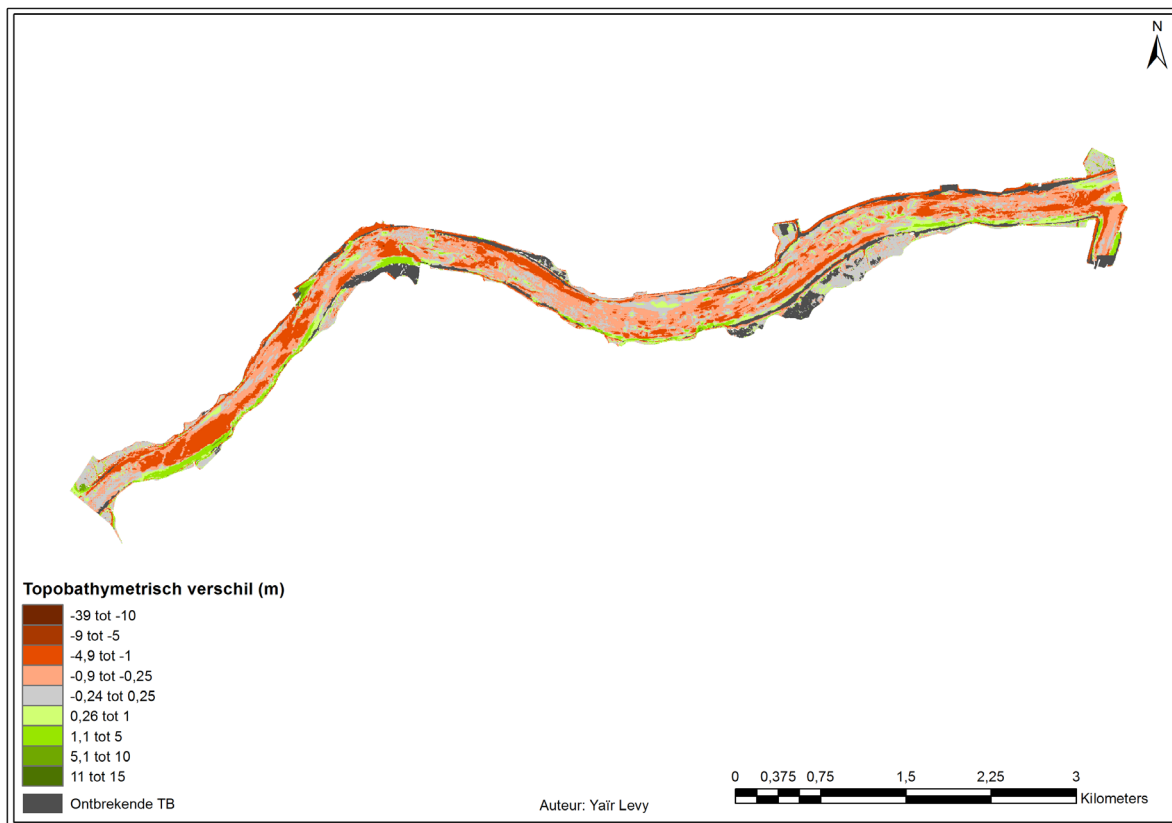 N
Topobathymetrisch verschil (m)
-39 tot -10
-9 tot -5
-4,9 tot -1
-0,9 tot -0,25
-0,24 tot 0,25
0,26 tot 1
1,1 tot 5
5,1 tot 10
11 tot 15
Ontbrekende TB
Auteur: Yaïr Levy
0 0,375 0,75 1,5 2,25 3
Kilometers